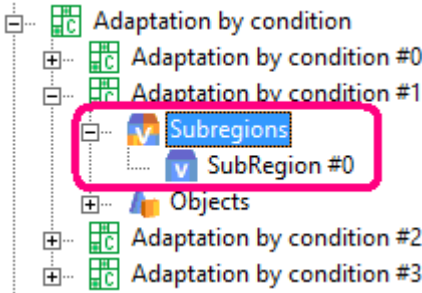 Adaptation by condition
Adaptation by condition #0
Adaptation by condition #1
Subregions
SubRegion #0
Objects
Adaptation by condition #2
Adaptation by condition #3